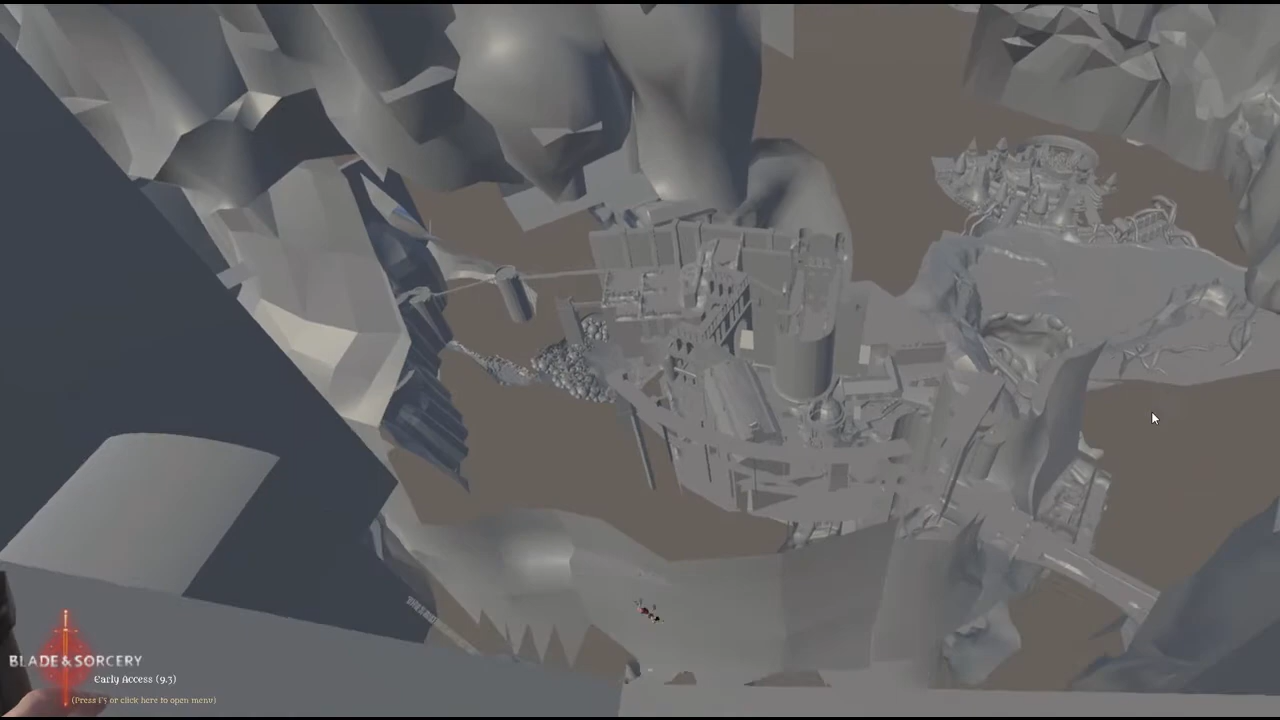 BLADE & SORCERY
Early Access (9.3)
(Press F5 or click here to open menu)